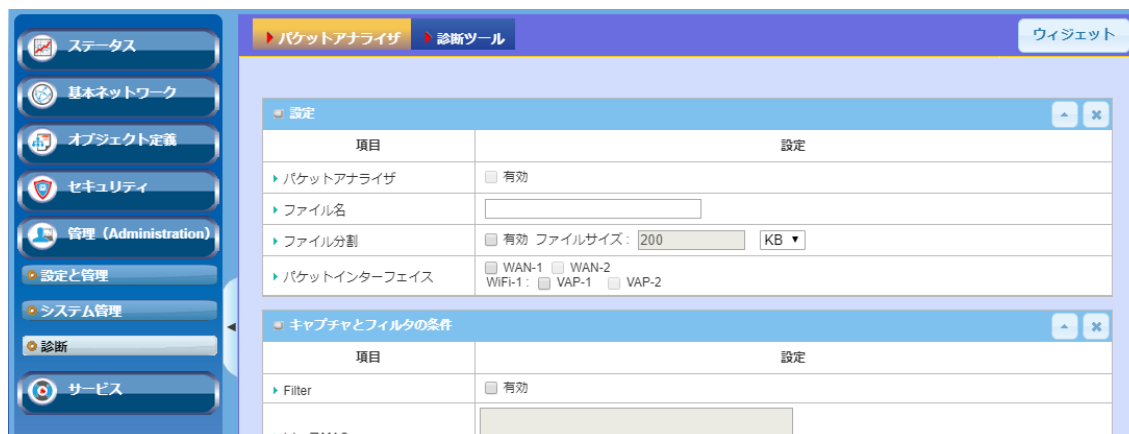 ステータス
基本ネットワーク
オブジェクト定義
セキュリティ
管理（Administration）
設定と管理
システム管理
診断
サービス
パケットアナライザ 診断ツール ウィジェット
設定
項目 設定
パケットアナライザ 有効
ファイル名
ファイル分割 有効 ファイルサイズ： 200 KB
パケットインターフェイス WAN-1 WAN-2
WiFi-1： VAP-1 VAP-2
キャプチャとフィルタの条件
項目 設定
Filter 有効